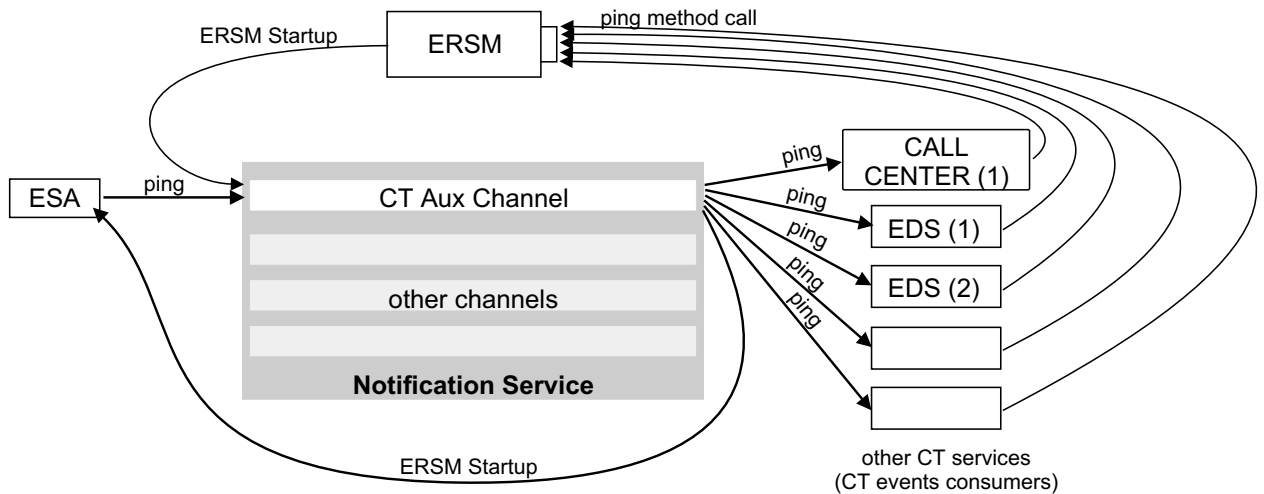 ping method call
ERSM Startup
ERSM
CALL
CENTER (1)
ping
ESA
ping
CT Aux Channel
ping
EDS (1)
ping
EDS (2)
ping
other channels
ping
Notification Service
ERSM Startup
other CT services
(CT events consumers)